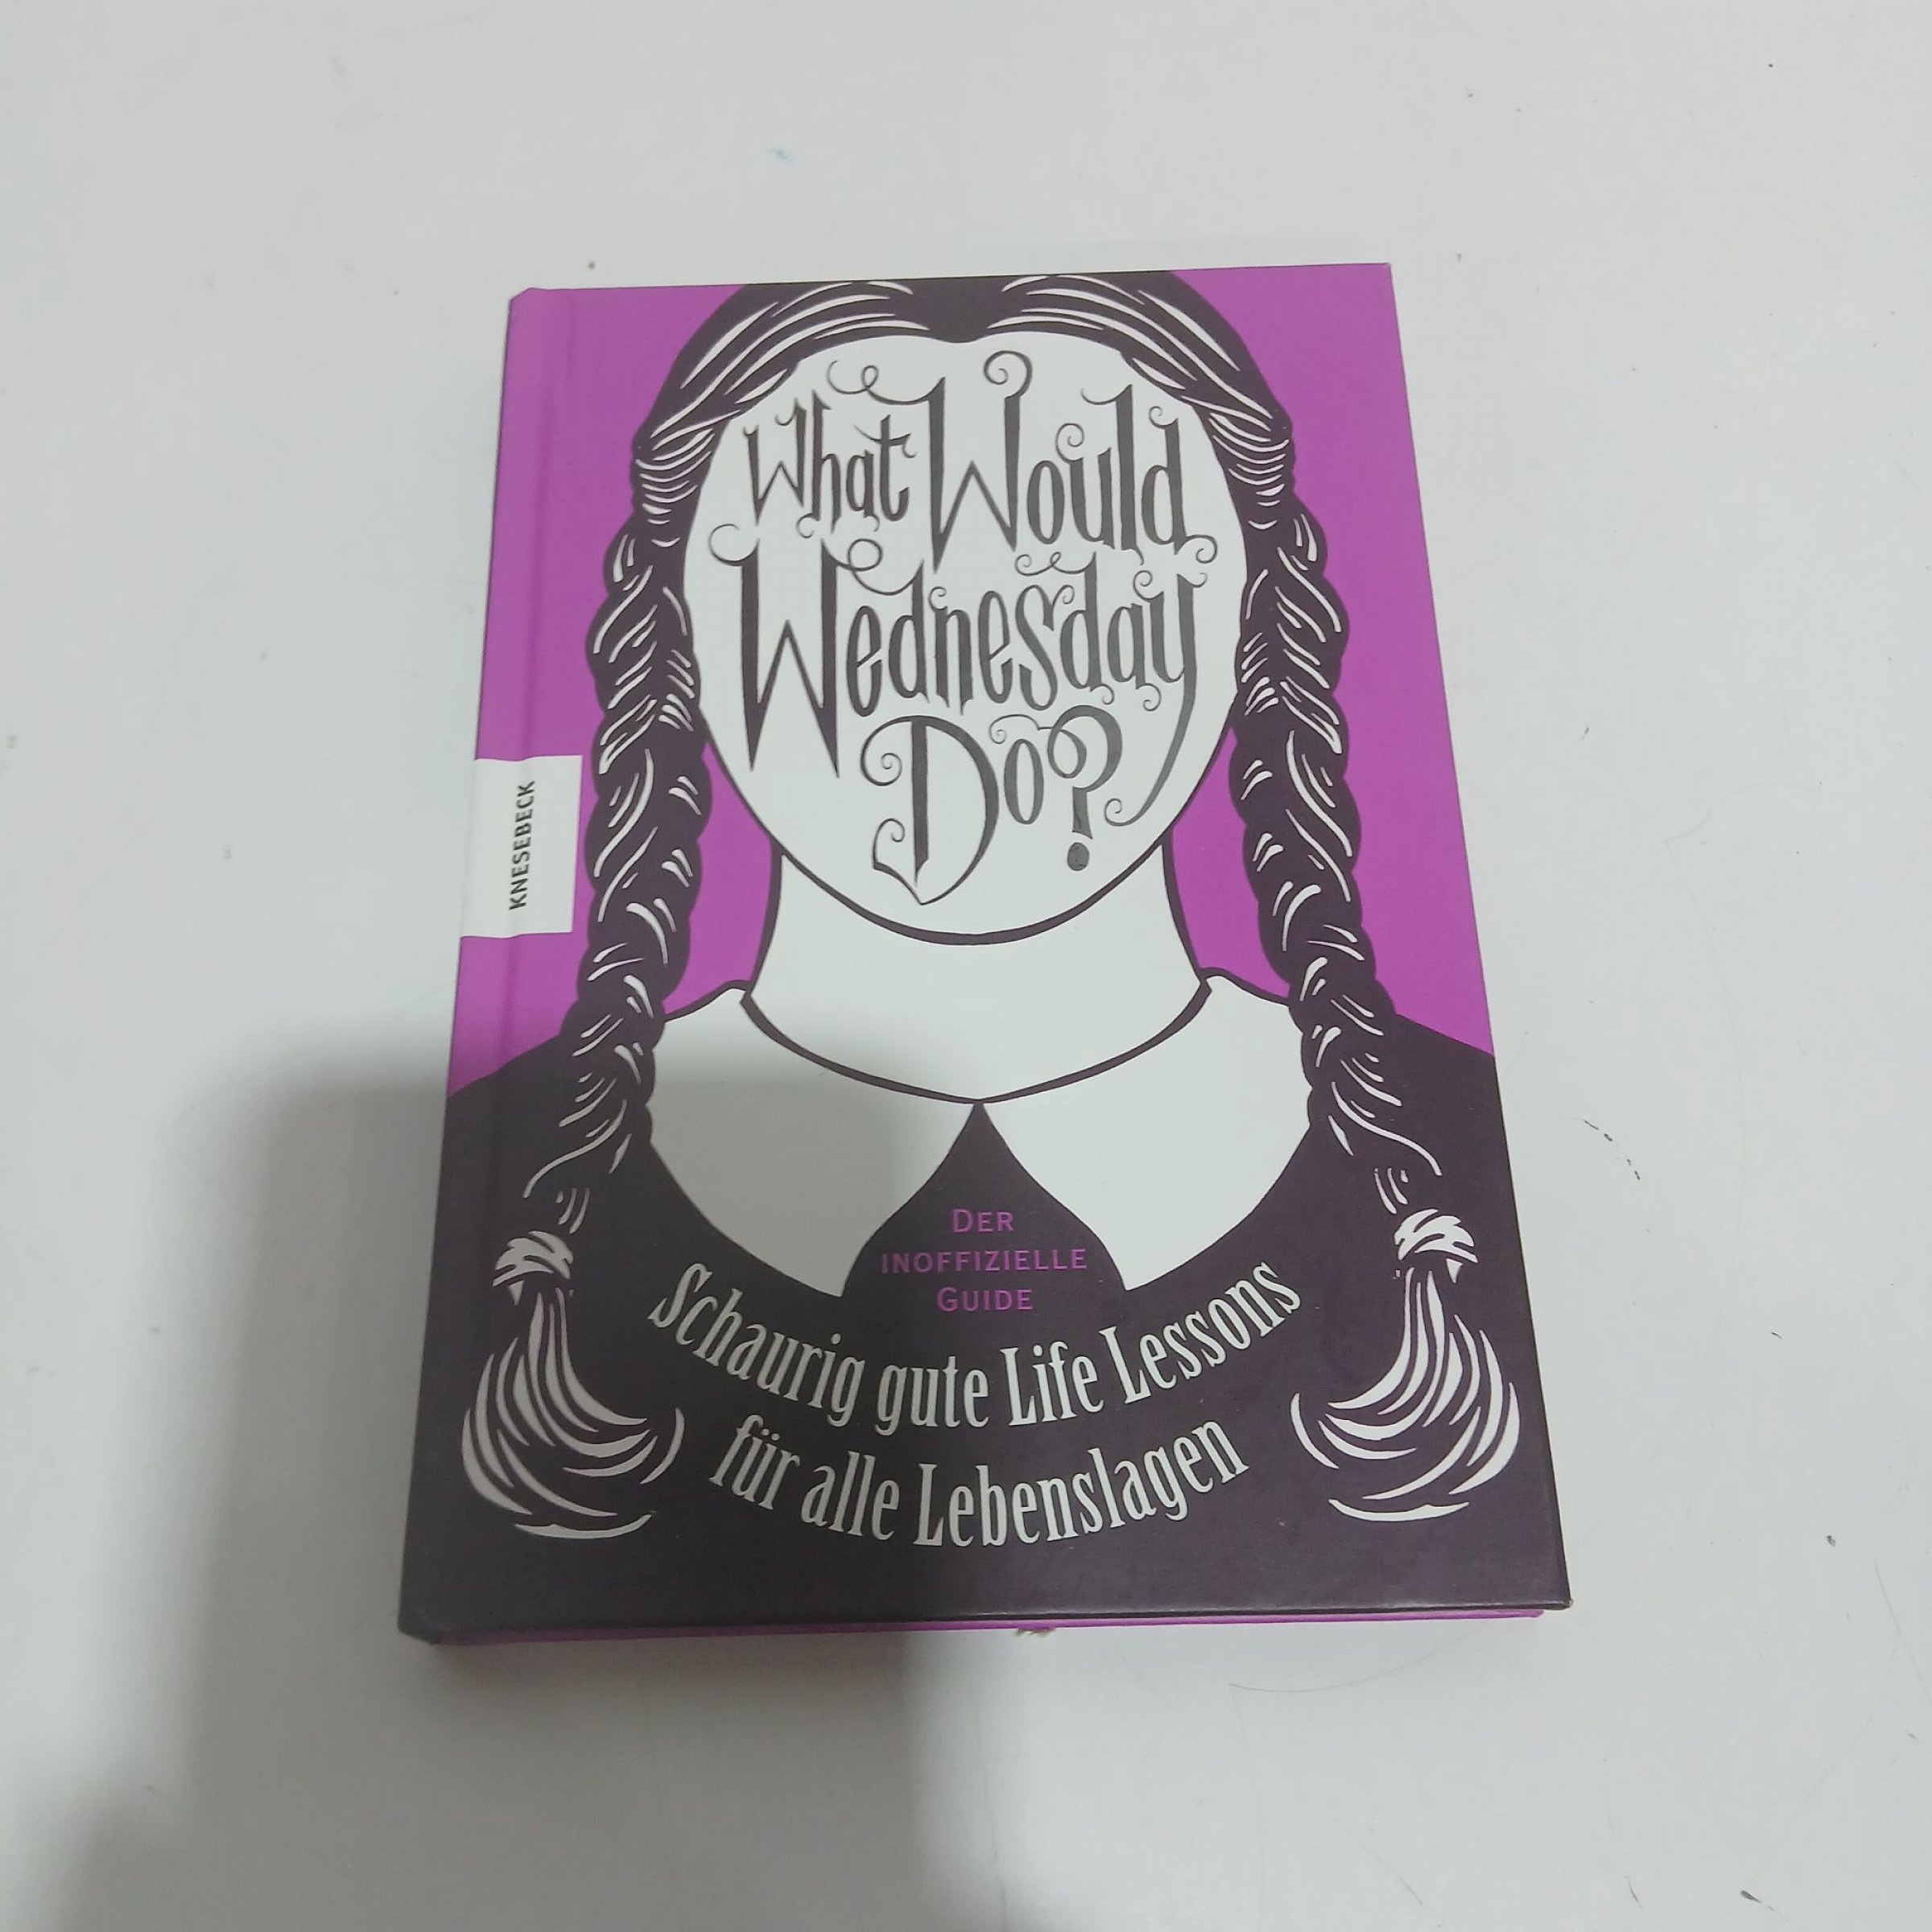 What Would
Wednesday
Do?
KNESEBECK
DER
INOFFIZIELLE
GUIDE
Schaurig gute Life Lessons
für alle Lebenslagen